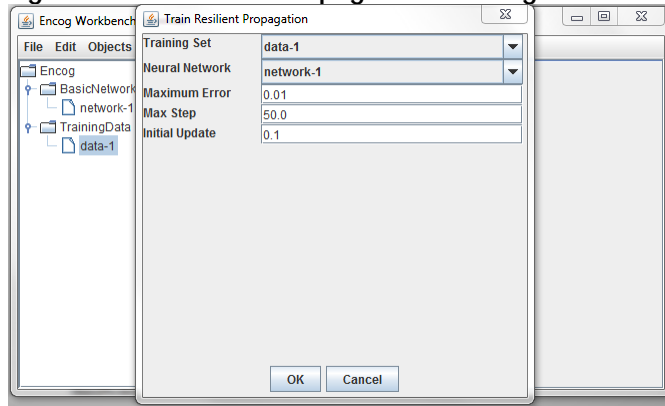 Encog Workbench
File Edit Objects
Encog
BasicNetwork
network-1
TrainingData
data-1
Train Resilient Propagation
Training Set data-1
Neural Network network-1
Maximum Error 0.01
Max Step 50.0
Initial Update 0.1
OK Cancel